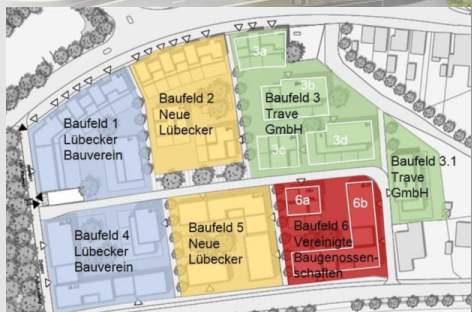 3a
Baufeld 2
Neue
Lübecker
3b
Baufeld 3
Trave
GmbH
Baufeld 1
Lübecker
Bauverein
3c
3d
Baufeld 3.1
Trave
GmbH
6a
6b
Baufeld 4
Lübecker
Bauverein
Baufeld 5
Neue
Lübecker
Baufeld 6
Vereinigte
Baugenossen-
schaften